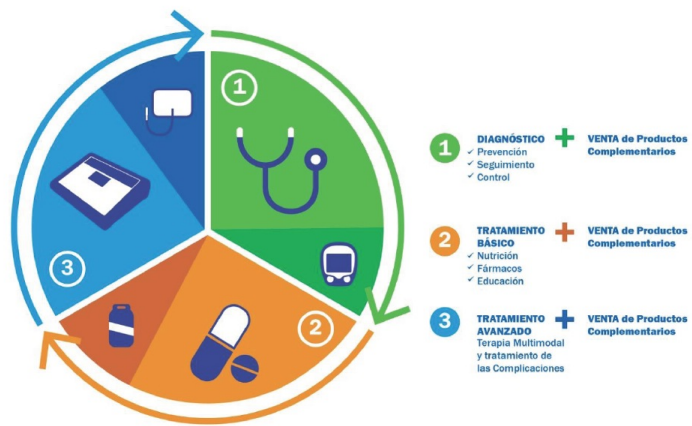 1
2
3
1
DIAGNÓSTICO
✓ Prevención
✓ Seguimiento
✓ Control
+
VENTA de Productos
Complementarios
2
TRATAMIENTO
BÁSICO
✓ Nutrición
✓ Fármacos
✓ Educación
+
VENTA de Productos
Complementarios
3
TRATAMIENTO
AVANZADO
Terapia Multimodal
y tratamiento de
las Complicaciones
+
VENTA de Productos
Complementarios